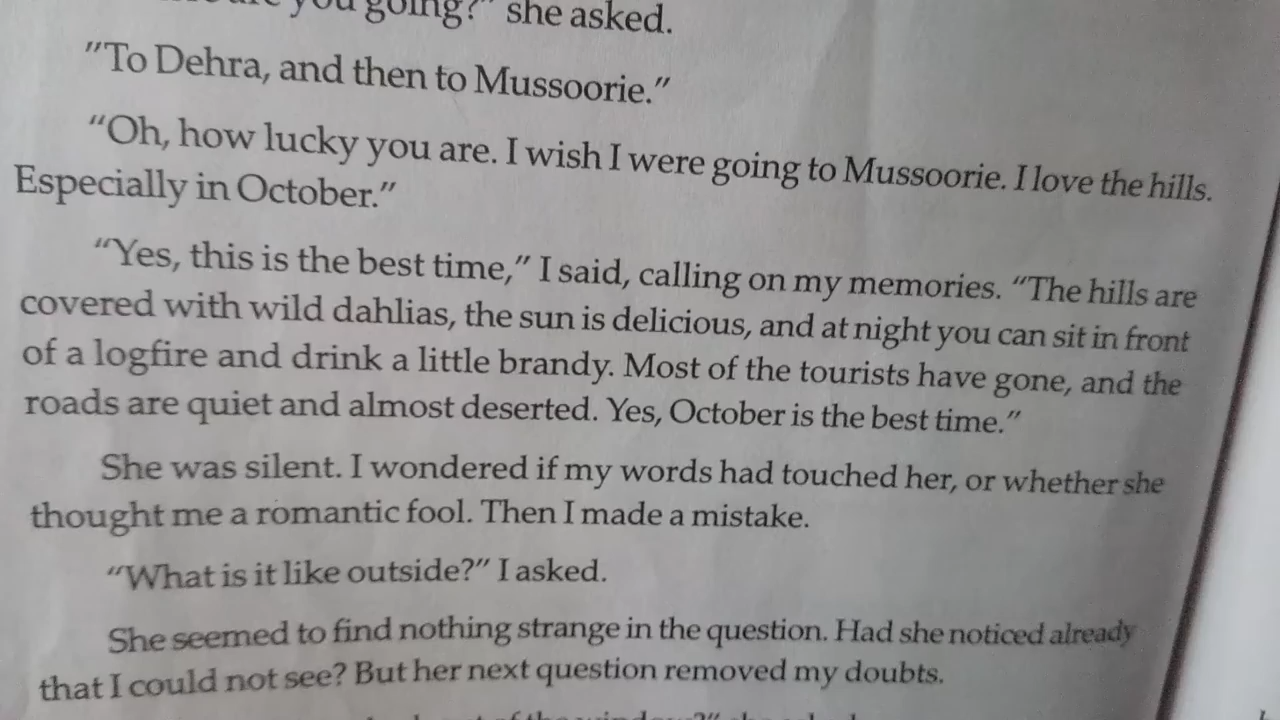 you going?" she asked.
"To Dehra, and then to Mussoorie."
"Oh, how lucky you are. I wish I were going to Mussoorie. I love the hills.
Especially in October."
"Yes, this is the best time," I said, calling on my memories. "The hills are
covered with wild dahlias, the sun is delicious, and at night you can sit in front
of a logfire and drink a little brandy. Most of the tourists have gone, and the
roads are quiet and almost deserted. Yes, October is the best time."
She was silent. I wondered if my words had touched her, or whether she
thought me a romantic fool. Then I made a mistake.
"What is it like outside?" I asked.
She seemed to find nothing strange in the question. Had she noticed already
that I could not see? But her next question removed my doubts.